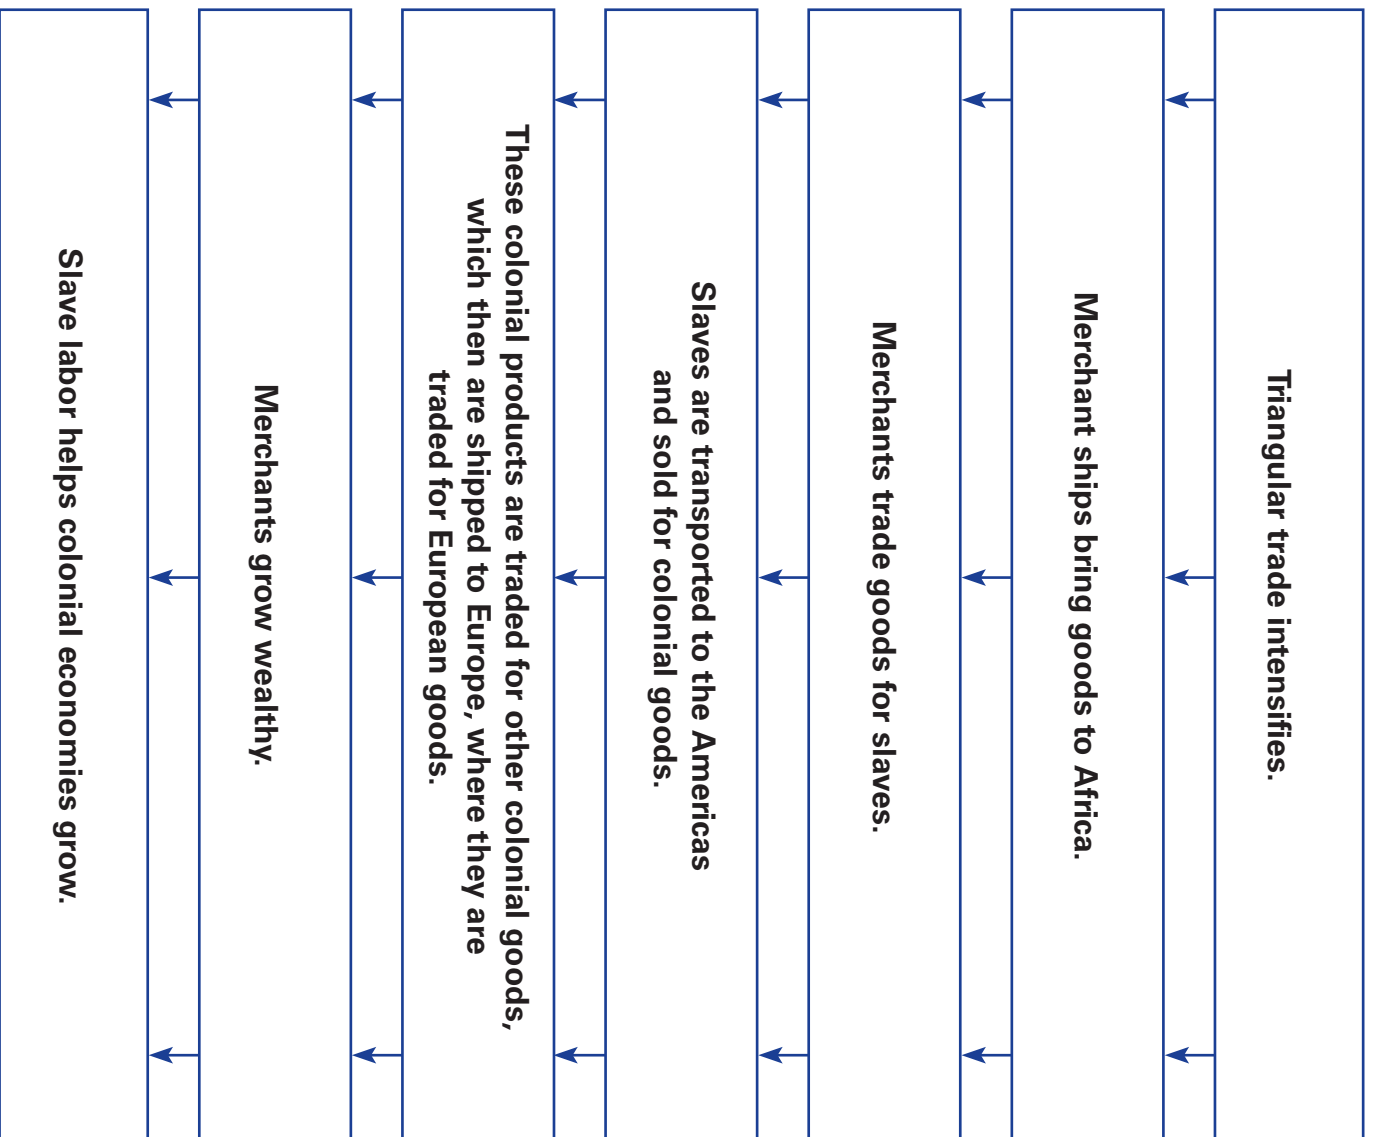 Triangular trade intensifies.
Merchant ships bring goods to Africa.
Merchants trade goods for slaves.
Slaves are transported to the Americas
and sold for colonial goods.
These colonial products are traded for other colonial goods,
which then are shipped to Europe, where they are
traded for European goods.
Merchants grow wealthy.
Slave labor helps colonial economies grow.